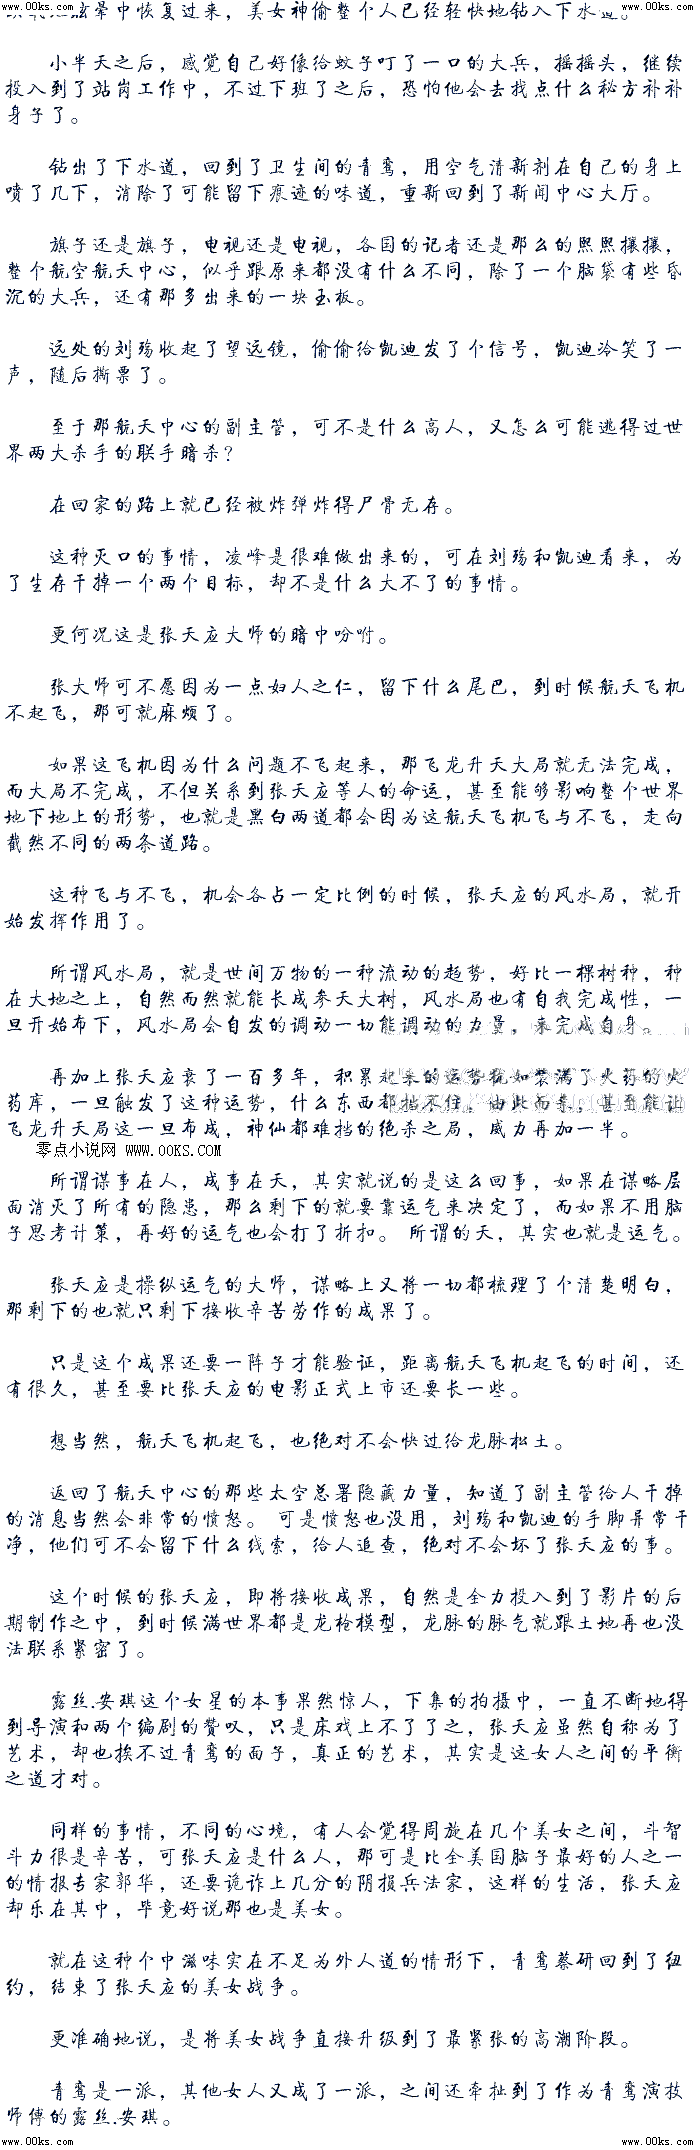 www.00ks.com www.00ks.com
眩晕中恢复过来，美女神偷整个人已经轻快地钻入下水道。
小半天之后，感觉自己好像给蚊子叮了一口的大兵，摇摇头，继续
投入到了站岗工作中，不过下班了之后，恐怕他会去找点什么秘方补补
身子了。
钻出了下水道，回到了卫生间的青鸾，用空气清新剂在自己的身上
喷了几下，消除了可能留下痕迹的味道，重新回到了新闻中心大厅。
旗子还是旗子，电视还是电视，各国的记者还是那么的熙熙攘攘，
整个航空航天中心，似乎跟原来都没有什么不同，除了一个脑袋有些昏
沉的大兵，还有那多出来的一块玉板。
远处的刘殇收起了望远镜，偷偷给凯迪发了个信号，凯迪冷笑了一
声，随后撕票了。
至于那航天中心的副主管，可不是什么高人，又怎么可能逃得过世
界两大杀手的联手暗杀？
在回家的路上就已经被炸弹炸得尸骨无存。
这种灭口的事情，凌峰是很难做出来的，可在刘殇和凯迪看来，为
了生存干掉一个两个目标，却不是什么大不了的事情。
更何况这是张天应大师的暗中吩咐。
张大师可不愿因为一点妇人之仁，留下什么尾巴，到时候航天飞机
不起飞，那可就麻烦了。
如果这飞机因为什么问题不飞起来，那飞龙升天大局就无法完成，
而大局不完成，不但关系到张天应等人的命运，甚至能够影响整个世界
地下地上的形势，也就是黑白两道都会因为这航天飞机飞与不飞，走向
截然不同的两条道路。
这种飞与不飞，机会各占一定比例的时候，张天应的风水局，就开
始发挥作用了。
所谓风水局，就是世间万物的一种流动的趋势，好比一棵树种，种
在大地之上，自然而然就能长成参天大树，风水局也有自我完成性，一
旦开始布下，风水局会自发的调动一切能调动的力量，来完成自身。
再加上张天应衰了一百多年，积累起来的运势犹如装满了火药的火
药库，一旦触发了这种运势，什么东西都挡不住，由此而来，甚至能让
飞龙升天局这一旦布成，神仙都难挡的绝杀之局，威力再加一半。
零点小说网 www.00KS.com
所谓谋事在人，成事在天，其实就说的是这么回事，如果在谋略层
面消灭了所有的隐患，那么剩下的就要靠运气来决定了，而如果不用脑
子思考计策，再好的运气也会打了折扣。 所谓的天，其实也就是运气。
张天应是操纵运气的大师，谋略上又将一切都梳理了个清楚明白，
那剩下的也就只剩下接收辛苦劳作的成果了。
只是这个成果还要一阵子才能验证，距离航天飞机起飞的时间，还
有很久，甚至要比张天应的电影正式上市还要长一些。
想当然，航天飞机起飞，也绝对不会快过给龙脉松土。
返回了航天中心的那些太空总署隐藏力量，知道了副主管给人干掉
的消息当然会非常的愤怒。 可是愤怒也没用，刘殇和凯迪的手脚异常干
净，他们可不会留下什么线索，给人追查，绝对不会坏了张天应的事。
这个时候的张天应，即将接收成果，自然是全力投入到了影片的后
期制作之中，到时候满世界都是龙枪模型，龙脉的脉气就跟土地再也没
法联系紧密了。
露丝.安琪这个女星的本事果然惊人，下集的拍摄中，一直不断地得
到导演和两个编剧的赞叹，只是床戏上不了了之，张天应虽然自称为了
艺术，却也挨不过青鸾的面子，真正的艺术，其实是这女人之间的平衡
之道才对。
同样的事情，不同的心境，有人会觉得周旋在几个美女之间，斗智
斗力很是辛苦，可张天应是什么人，那可是比全美国脑子最好的人之一
的情报专家郭华，还要诡诈上几分的阴损兵法家，这样的生活，张天应
却乐在其中，毕竟好说那也是美女。
就在这种个中滋味实在不足为外人道的情形下，青鸾蔡研回到了纽
约，结束了张天应的美女战争。
更准确地说，是将美女战争直接升级到了最紧张的高潮阶段。
青鸾是一派，其他女人又成了一派，之间还牵扯到了作为青鸾演技
师傅的露丝.安琪。
www.00ks.com www.00ks.com